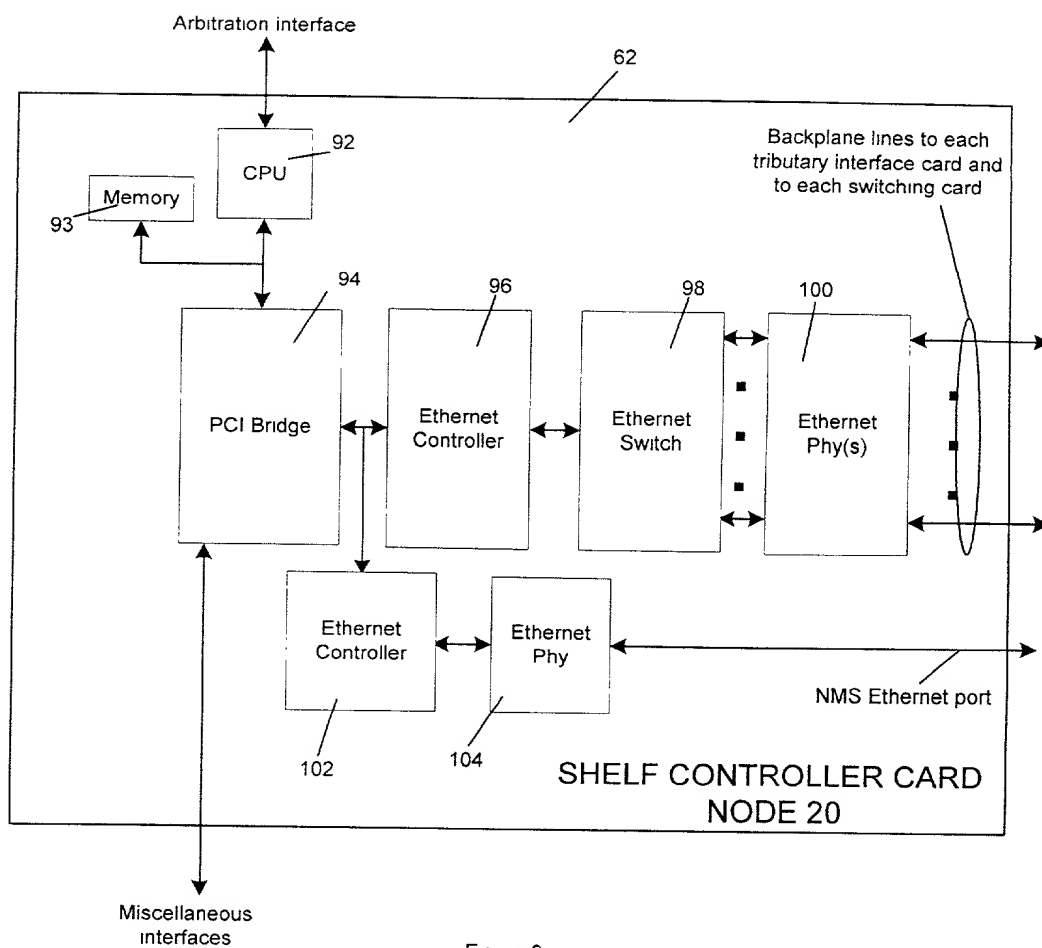 Arbitration interface
62
Backplane lines to each
tributary interface card and
to each switching card
92
CPU
Memory
93
94
96
98
100
PCI Bridge
Ethernet
Controller
Ethernet
Switch
Ethernet
Phy(s)
Ethernet
Controller
Ethernet
Phy
NMS Ethernet port
102
104
SHELF CONTROLLER CARD
NODE 20
Miscellaneous
interfaces